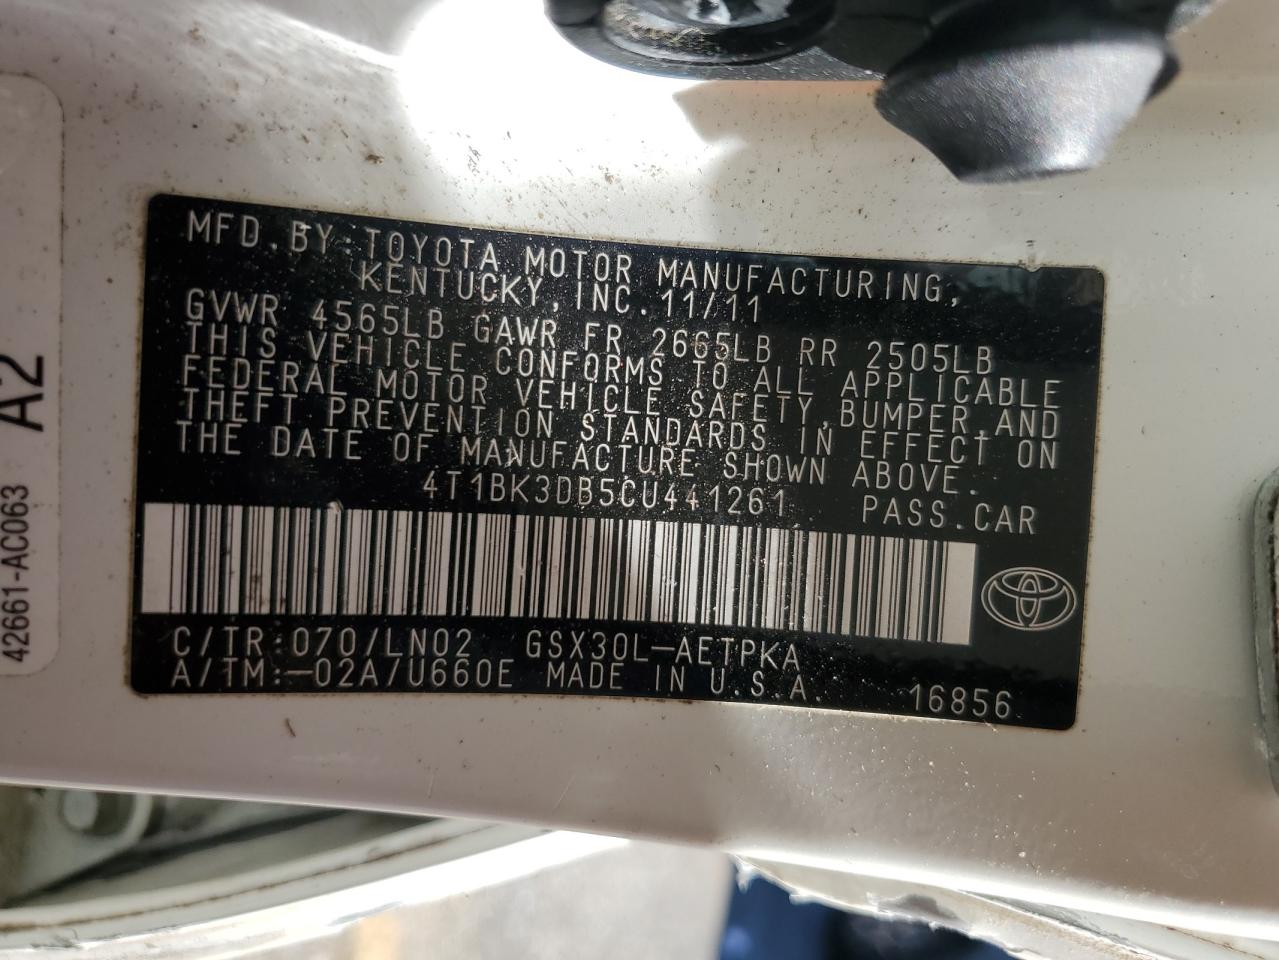 MFD.BY:TOYOTA MOTOR MANUFACTURING,
KENTUCKY,INC.11/11
GVWR 4565LB GAWR FR 2665LB RR 2505LB
THIS VEHICLE CONFORMS TO ALL APPLICABLE
FEDERAL MOTOR VEHICLE SAFETY,BUMPER,AND
THEFT PREVENTION STANDARDS IN EFFECT ON
THE DATE OF MANUFACTURE SHOWN ABOVE.
4T1BK3DB5CU441261 PASS.CAR
C/TR:070/LN02 GSX30L-AETPKA
A/TM:-02A/U660E MADE IN U.S.A. 16856
42661-AC063 A2